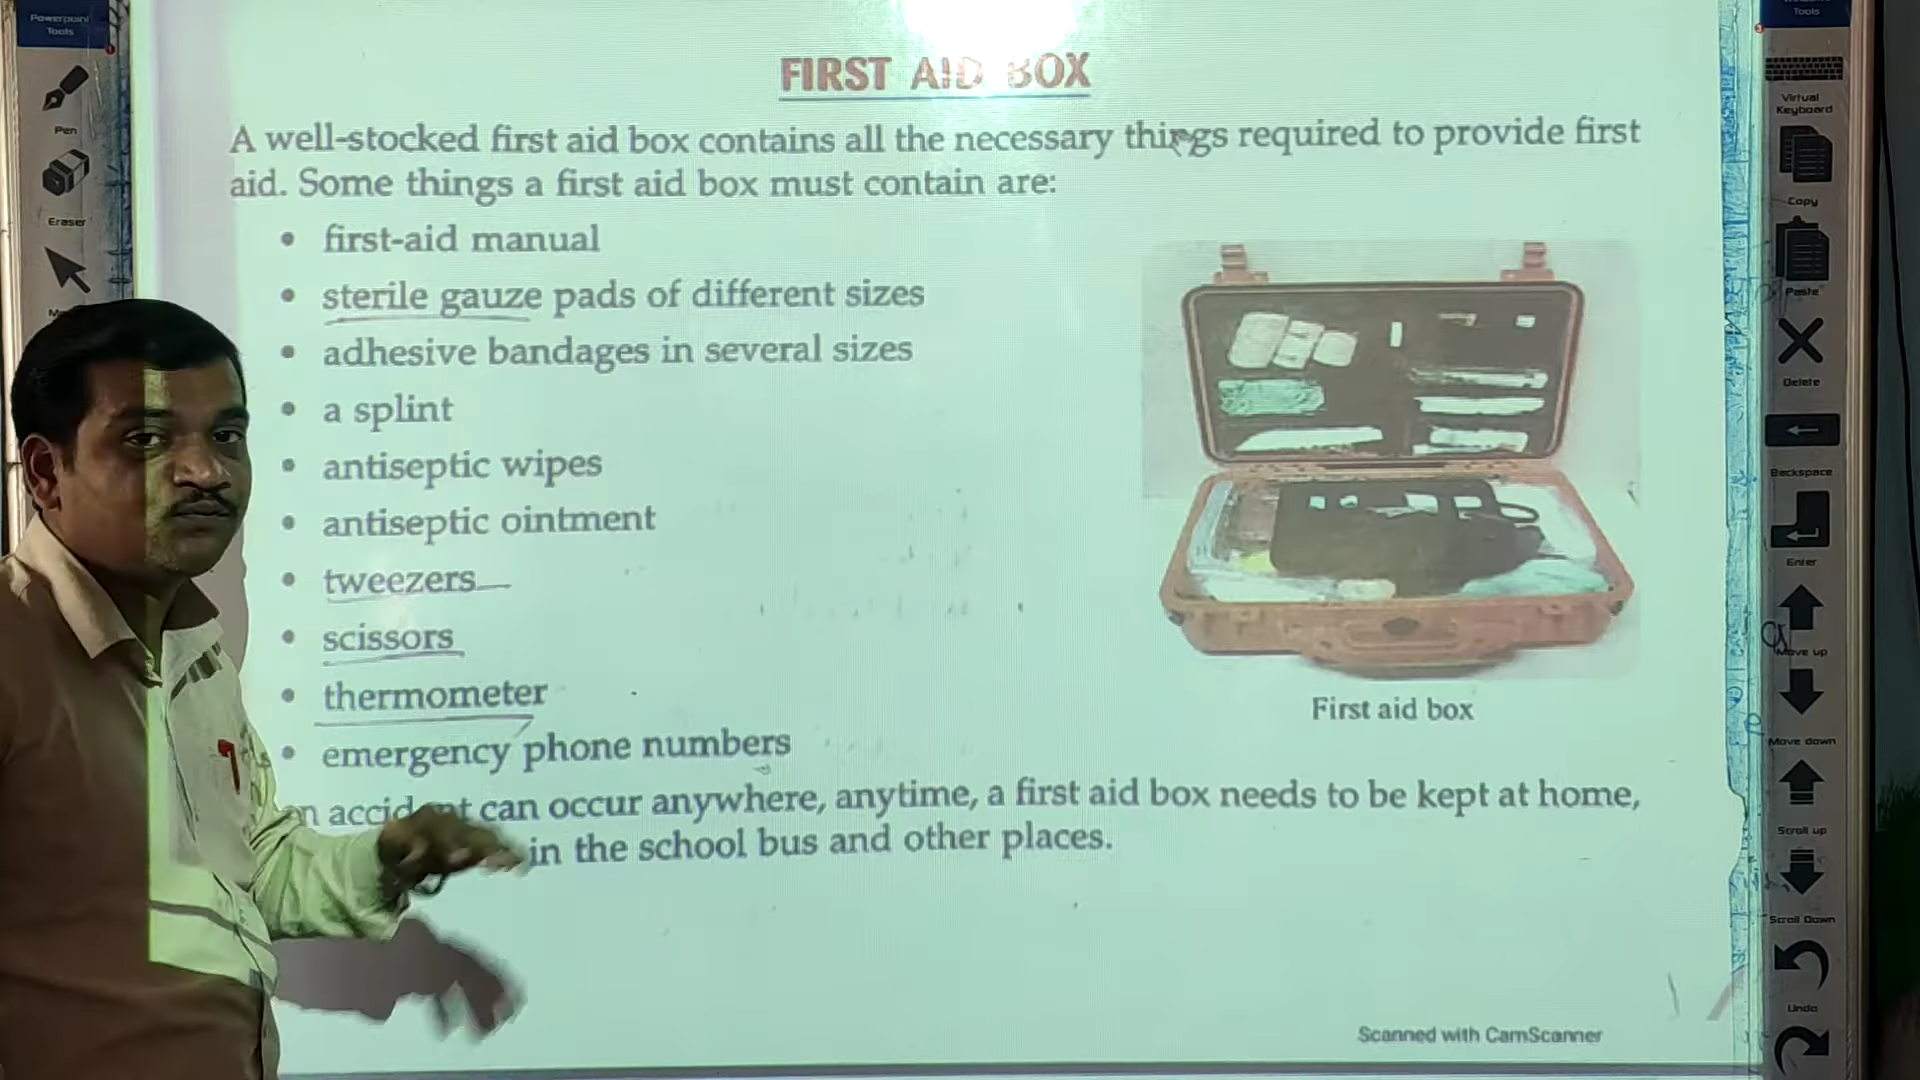 Powerpoint
Tools
Pen
Eraser
FIRST AID BOX
A well-stocked first aid box contains all the necessary things required to provide first
aid. Some things a first aid box must contain are:
• first-aid manual
• sterile gauze pads of different sizes
• adhesive bandages in several sizes
• a splint
• antiseptic wipes
• antiseptic ointment
• tweezers
• scissors
• thermometer
• emergency phone numbers
accident can occur anywhere, anytime, a first aid box needs to be kept at home,
in the school bus and other places.
First aid box
Scanned with CamScanner
Tools
Virtual
Keyboard
Copy
Paste
Delete
Backspace
Enter
Move up
Move down
Scroll up
Scroll Down
Undo